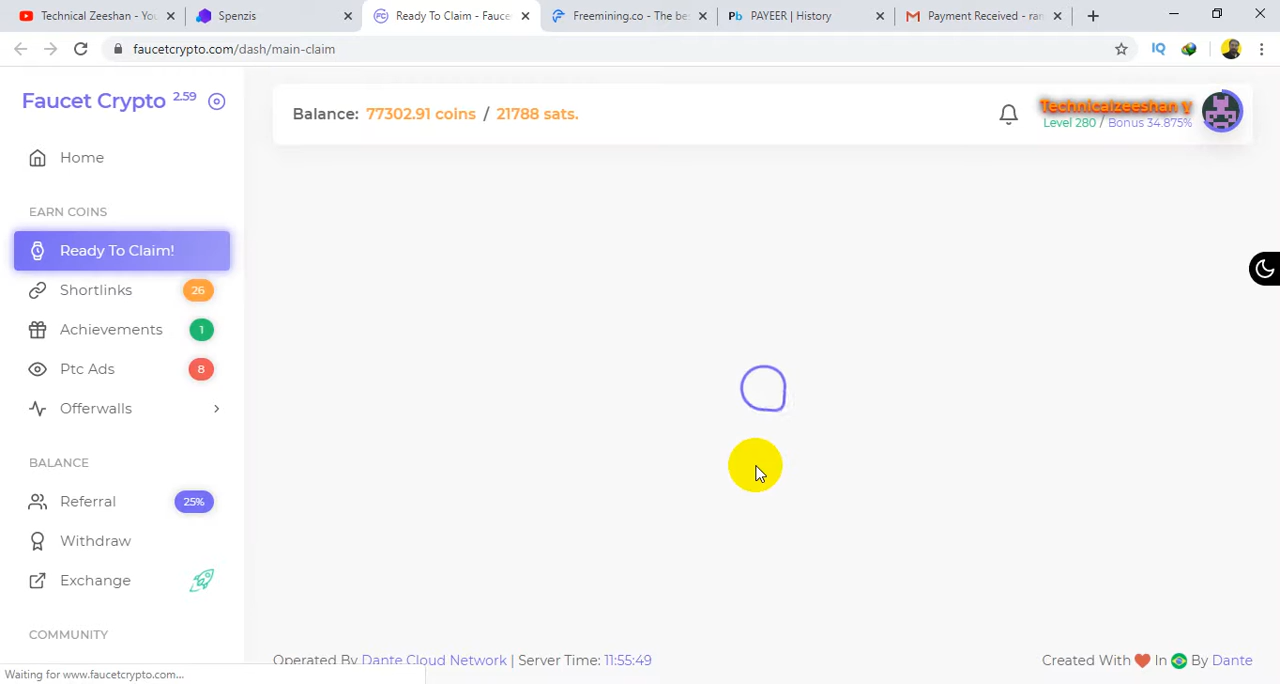 Technical Zeeshan - You
Spenzis
Ready To Claim - Fauce
Freemining.co - The be
PAYEER | History
Payment Received - ran
faucetcrypto.com/dash/main-claim
IQ
Faucet Crypto 2.59
Balance: 77302.91 coins / 21788 sats.
Technicalzeeshan Y
Level 280 / Bonus 34.875%
Home
EARN COINS
Ready To Claim!
Shortlinks 26
Achievements 1
Ptc Ads 8
Offerwalls
BALANCE
Referral 25%
Withdraw
Exchange
COMMUNITY
Operated By Dante Cloud Network | Server Time: 11:55:49
Created With In By Dante
Waiting for www.faucetcrypto.com...